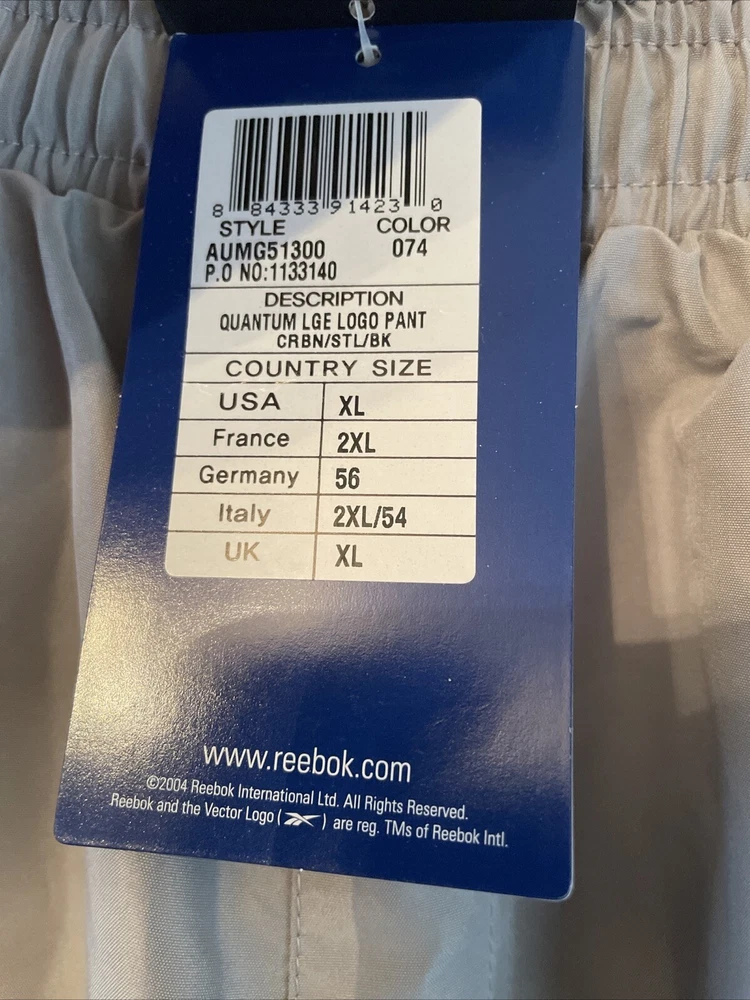 8 84333 91423 0
STYLE COLOR
AUMG51300 074
P.O NO:1133140
DESCRIPTION
QUANTUM LGE LOGO PANT
CRBN/STL/BK
COUNTRY SIZE
USA XL
France 2XL
Germany 56
Italy 2XL/54
UK XL
www.reebok.com
©2004 Reebok International Ltd. All Rights Reserved.
Reebok and the Vector Logo ( ) are reg. TMs of Reebok Intl.